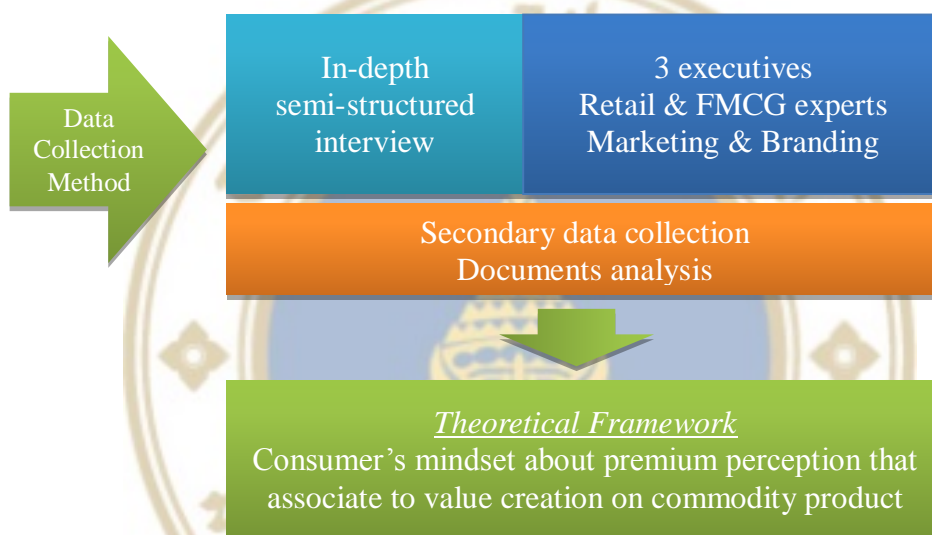 Data
Collection
Method
In-depth
semi-structured
interview
3 executives
Retail & FMCG experts
Marketing & Branding
Secondary data collection
Documents analysis
Theoretical Framework
Consumer's mindset about premium perception that
associate to value creation on commodity product